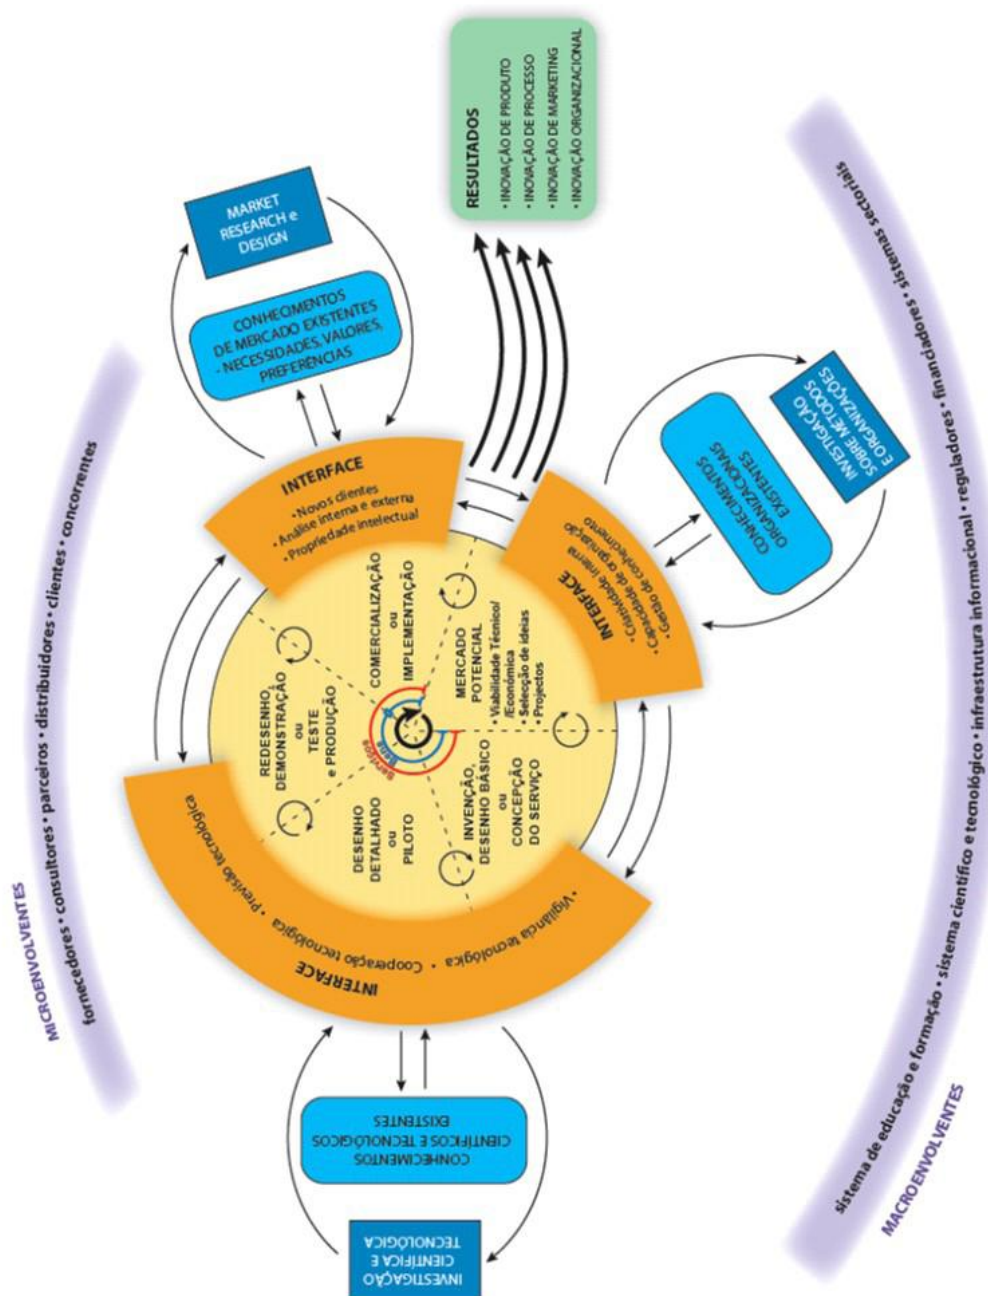 MICROENVOLVENTES
fornecedores • consultores • parceiros • distribuidores • clientes • concorrentes
MARKET
RESEARCH e
DESIGN
CONHECIMENTOS
DE MERCADO EXISTENTES
- NECESSIDADES, VALORES,
PREFERÊNCIAS
INTERFACE
• Novos clientes
• Análise interna e externa
• Propriedade intelectual
RESULTADOS
• INOVAÇÃO DE PRODUTO
• INOVAÇÃO DE PROCESSO
• INOVAÇÃO DE MARKETING
• INOVAÇÃO ORGANIZACIONAL
INVESTIGAÇÃO
CIENTÍFICA E
TECNOLÓGICA
CONHECIMENTOS
CIENTÍFICOS E TECNOLÓGICOS
EXISTENTES
INTERFACE
• Vigilância tecnológica • Cooperação tecnológica • Previsão tecnológica
REDESENHO,
DEMONSTRAÇÃO
ou
TESTE
e PRODUÇÃO
COMERCIALIZAÇÃO
ou
IMPLEMENTAÇÃO
DESENHO
DETALHADO
ou
PILOTO
Serviços
Bens
INVENÇÃO,
DESENHO BÁSICO
ou
CONCEPÇÃO
DO SERVIÇO
MERCADO
POTENCIAL
• Viabilidade Técnico/
/Económica
• Selecção de ideias
• Projectos
INTERFACE
• Criatividade interna
• Capacidade de organização
• Gestão de conhecimento
CONHECIMENTOS
ORGANIZACIONAIS
EXISTENTES
INVESTIGAÇÃO
SOBRE MÉTODOS
E ORGANIZAÇÕES
sistema de educação e formação • sistema científico e tecnológico • infraestrutura informacional • reguladores • financiadores • sistemas sectoriais
MACROENVOLVENTES